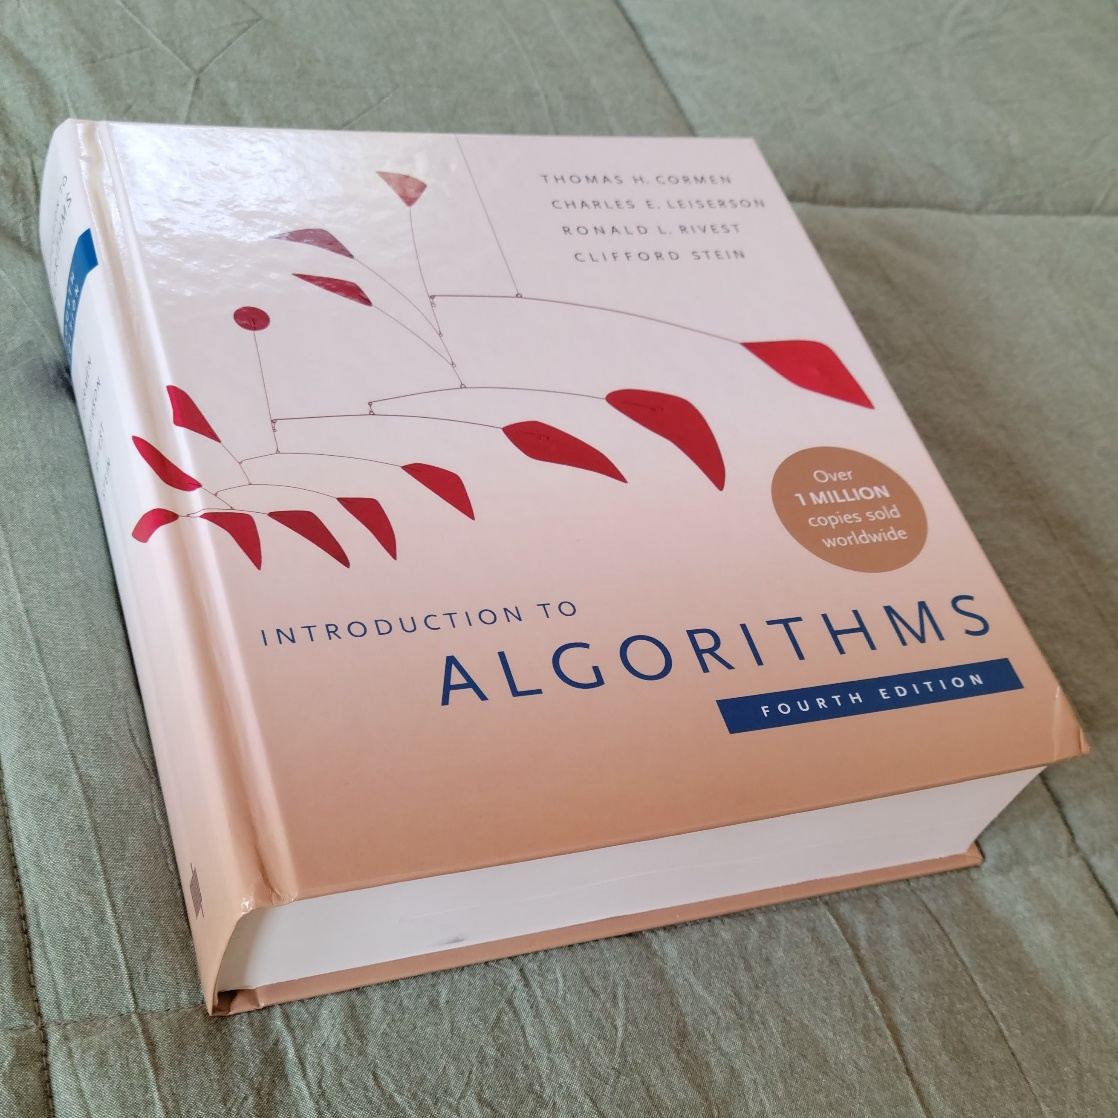 THOMAS H. CORMEN
CHARLES E. LEISERSON
RONALD L. RIVEST
CLIFFORD STEIN
Over
1 MILLION
copies sold
worldwide
INTRODUCTION TO
ALGORITHMS
FOURTH EDITION